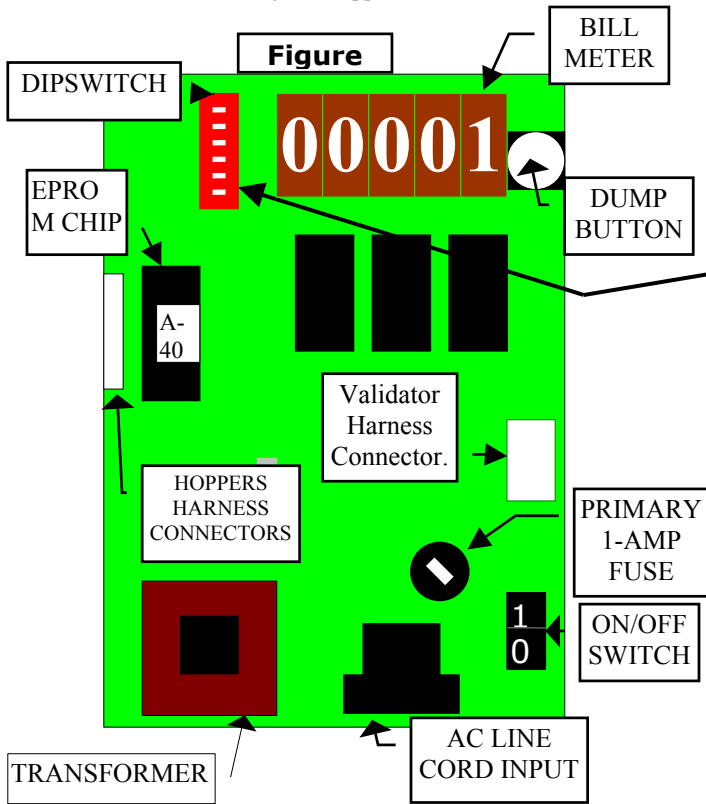 BILL
METER
Figure
DIPSWITCH
00001
EPRO
M CHIP
DUMP
BUTTON
A-
40
Validator
Harness
Connector.
HOPPERS
HARNESS
CONNECTORS
PRIMARY
1-AMP
FUSE
1
0
ON/OFF
SWITCH
AC LINE
CORD INPUT
TRANSFORMER